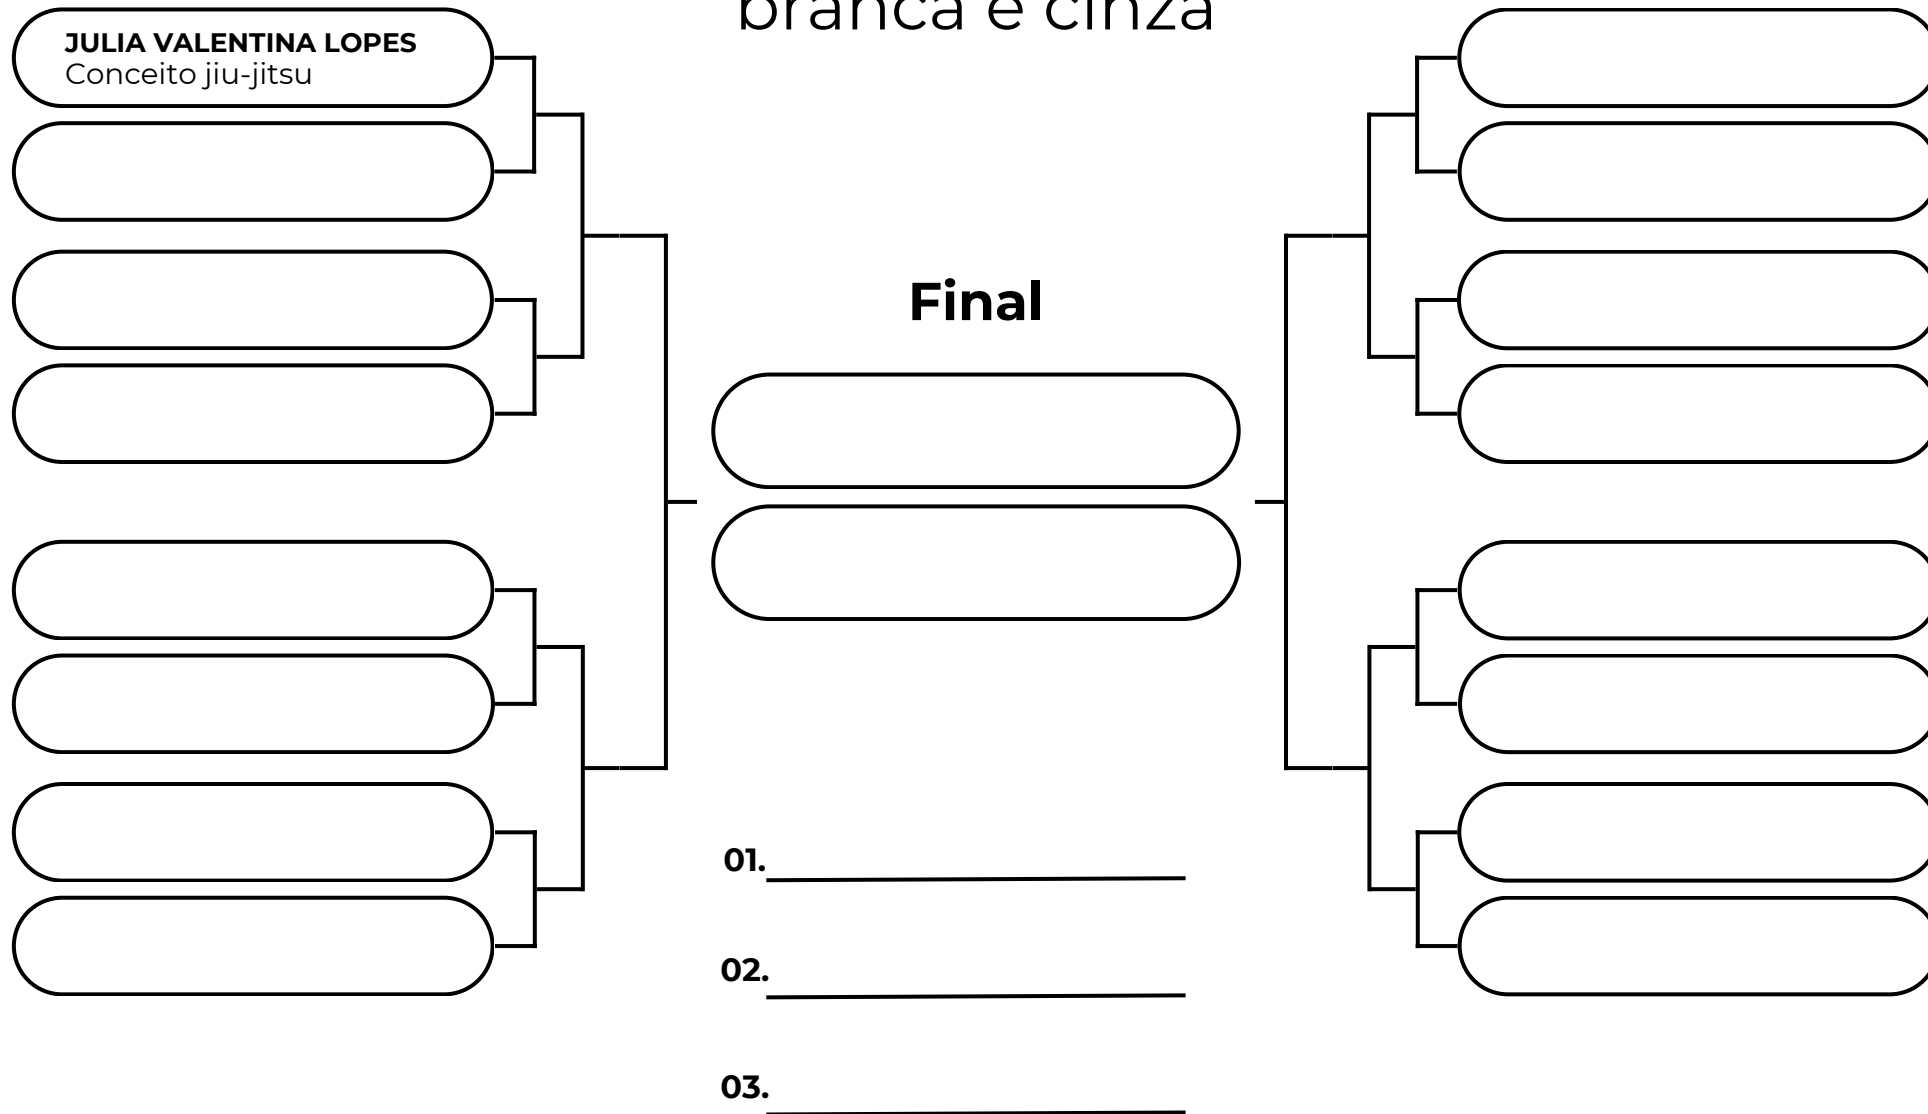 branca e cinza
JULIA VALENTINA LOPES
Conceito jiu-jitsu
Final
01.
02.
03.